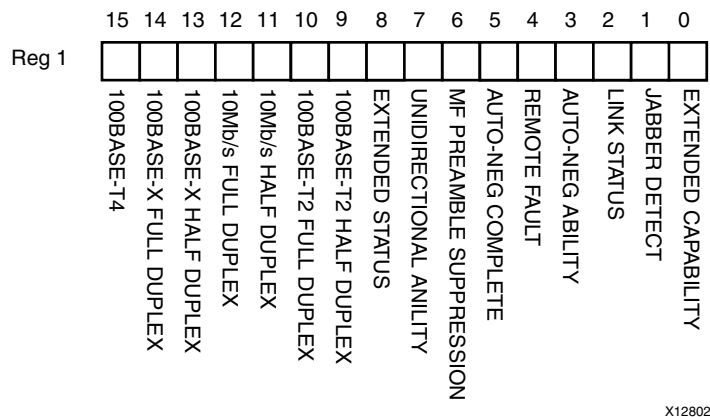 15 14 13 12 11 10 9 8 7 6 5 4 3 2 1 0
Reg 1
100BASE-T4
100BASE-X FULL DUPLEX
100BASE-X HALF DUPLEX
10Mb/s FULL DUPLEX
10Mb/s HALF DUPLEX
100BASE-T2 FULL DUPLEX
100BASE-T2 HALF DUPLEX
EXTENDED STATUS
UNIDIRECTIONAL ANILITY
MF PREAMBLE SUPPRESSION
AUTO-NEG COMPLETE
REMOTE FAULT
AUTO-NEG ABILITY
LINK STATUS
JABBER DETECT
EXTENDED CAPABILITY
X12802